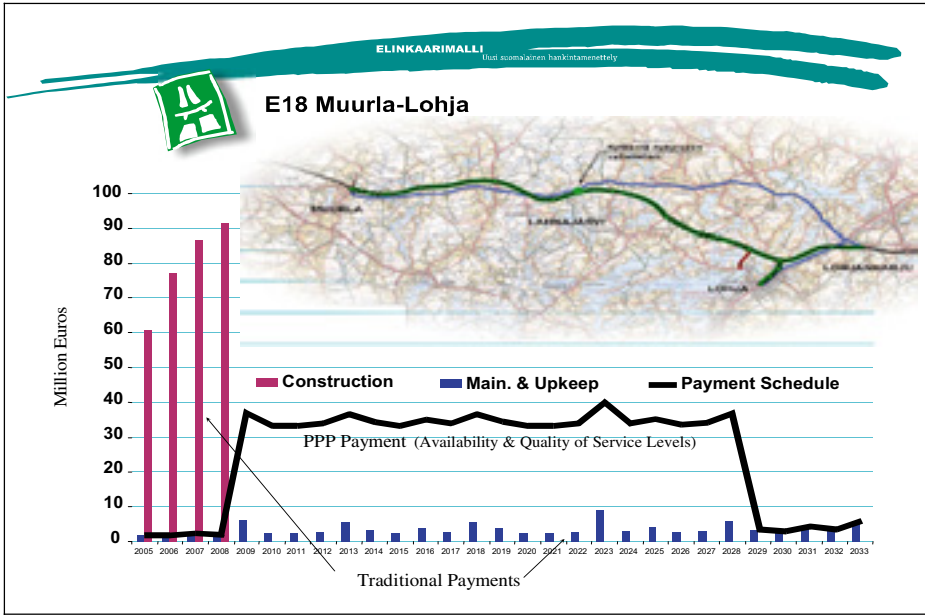 ELINKAARIMALLI
Uusi suomalainen hankintamenettely
E18 Muurla-Lohja
MUURLA
LAHNAJÄRVI
LOHJA
LOHJANHARJU
Million Euros
100
90
80
70
60
50
40
30
20
10
0
Construction
Main. & Upkeep
Payment Schedule
PPP Payment (Availability & Quality of Service Levels)
2005 2006 2007 2008 2009 2010 2011 2012 2013 2014 2015 2016 2017 2018 2019 2020 2021 2022 2023 2024 2025 2026 2027 2028 2029 2030 2031 2032 2033
Traditional Payments